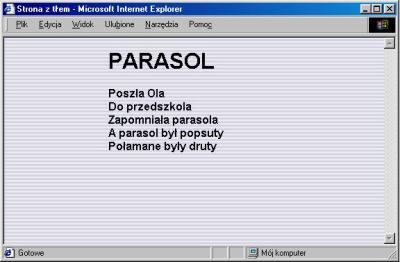 Strona z tłem - Microsoft Internet Explorer
Plik Edycja Widok Ulubione Narzędzia Pomoc
PARASOL
Poszła Ola
Do przedszkola
Zapomniała parasola
A parasol był popsuty
Połamane były druty
Gotowe Mój komputer